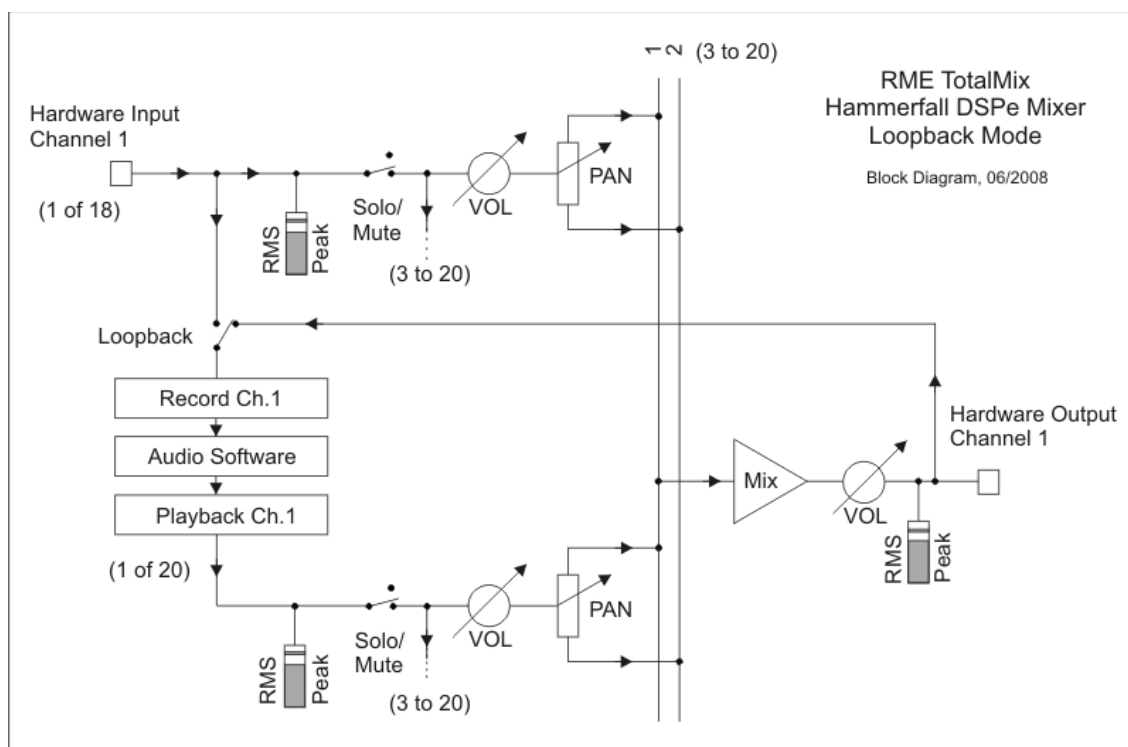 1
2
(3 to 20)
RME TotalMix
Hammerfall DSPe Mixer
Loopback Mode
Block Diagram, 06/2008
Hardware Input
Channel 1
(1 of 18)
RMS
Peak
Solo/
Mute
(3 to 20)
VOL
PAN
Loopback
Record Ch.1
Audio Software
Playback Ch.1
(1 of 20)
Mix
VOL
Hardware Output
Channel 1
RMS
Peak
RMS
Peak
Solo/
Mute
(3 to 20)
VOL
PAN